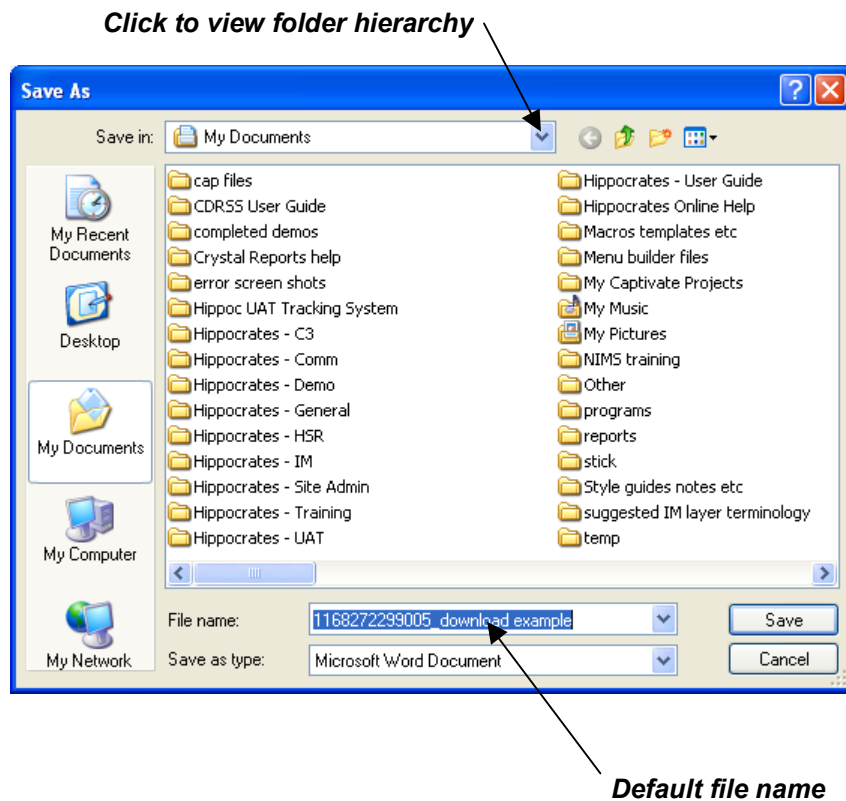 Click to view folder hierarchy
Save As
Save in:
My Documents
My Recent
Documents
Desktop
My Documents
My Computer
My Network
cap files
CDRSS User Guide
completed demos
Crystal Reports help
error screen shots
Hippoc UAT Tracking System
Hippocrates - C3
Hippocrates - Comm
Hippocrates - Demo
Hippocrates - General
Hippocrates - HSR
Hippocrates - IM
Hippocrates - Site Admin
Hippocrates - Training
Hippocrates - UAT
Hippocrates - User Guide
Hippocrates Online Help
Macros templates etc
Menu builder files
My Captivate Projects
My Music
My Pictures
NIMS training
Other
programs
reports
stick
Style guides notes etc
suggested IM layer terminology
temp
File name:
1168272299005_download example
Save
Save as type:
Microsoft Word Document
Cancel
Default file name